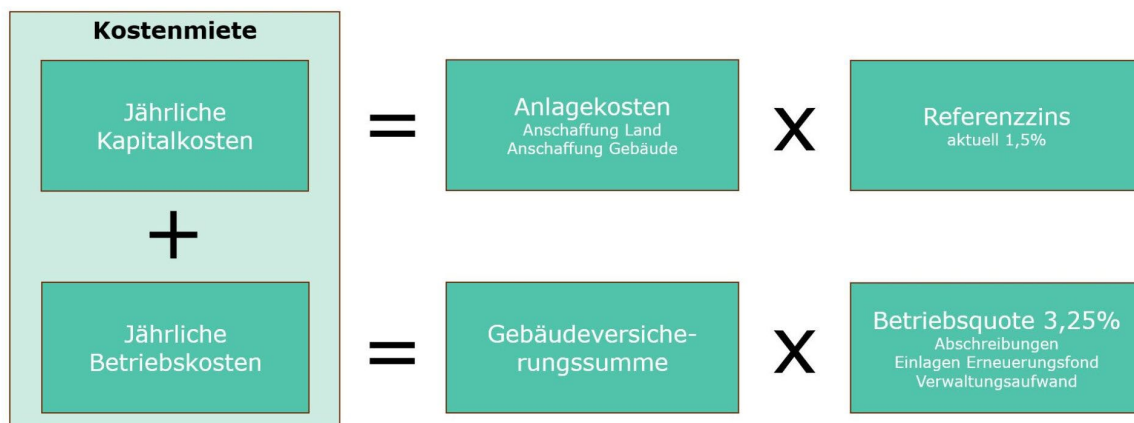 Kostenmiete
Jährliche
Kapitalkosten
=
Anlagekosten
Anschaffung Land
Anschaffung Gebäude
X
Referenzzins
aktuell 1,5%
+
Jährliche
Betriebskosten
=
Gebäudeversiche-
rungssumme
X
Betriebsquote 3,25%
Abschreibungen
Einlagen Erneuerungsfond
Verwaltungsaufwand